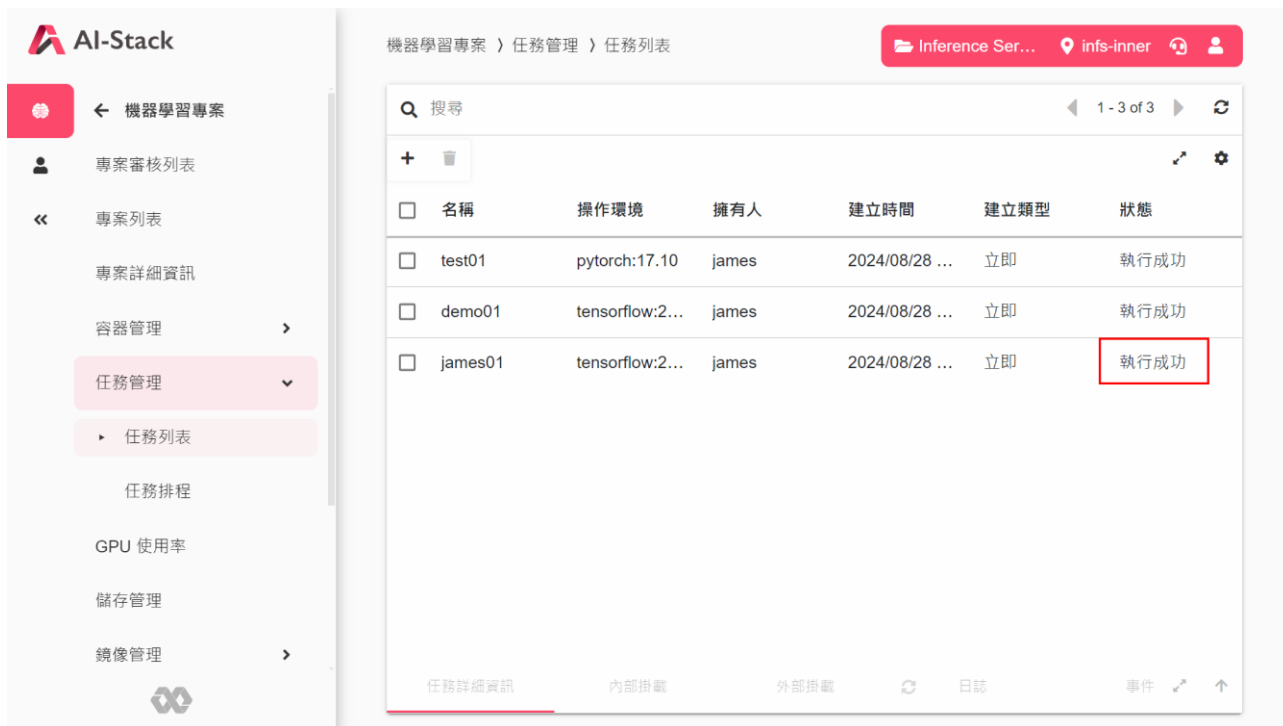 AI-Stack
機器學習專案
專案審核列表
專案列表
專案詳細資訊
容器管理
任務管理
任務列表
任務排程
GPU 使用率
儲存管理
鏡像管理
機器學習專案 〉任務管理 〉任務列表
Inference Ser… infs-inner
搜尋 1 - 3 of 3
名稱 操作環境 擁有人 建立時間 建立類型 狀態
test01 pytorch:17.10 james 2024/08/28 … 立即 執行成功
demo01 tensorflow:2… james 2024/08/28 … 立即 執行成功
james01 tensorflow:2… james 2024/08/28 … 立即 執行成功
任務詳細資訊 內部掛載 外部掛載 日誌 事件